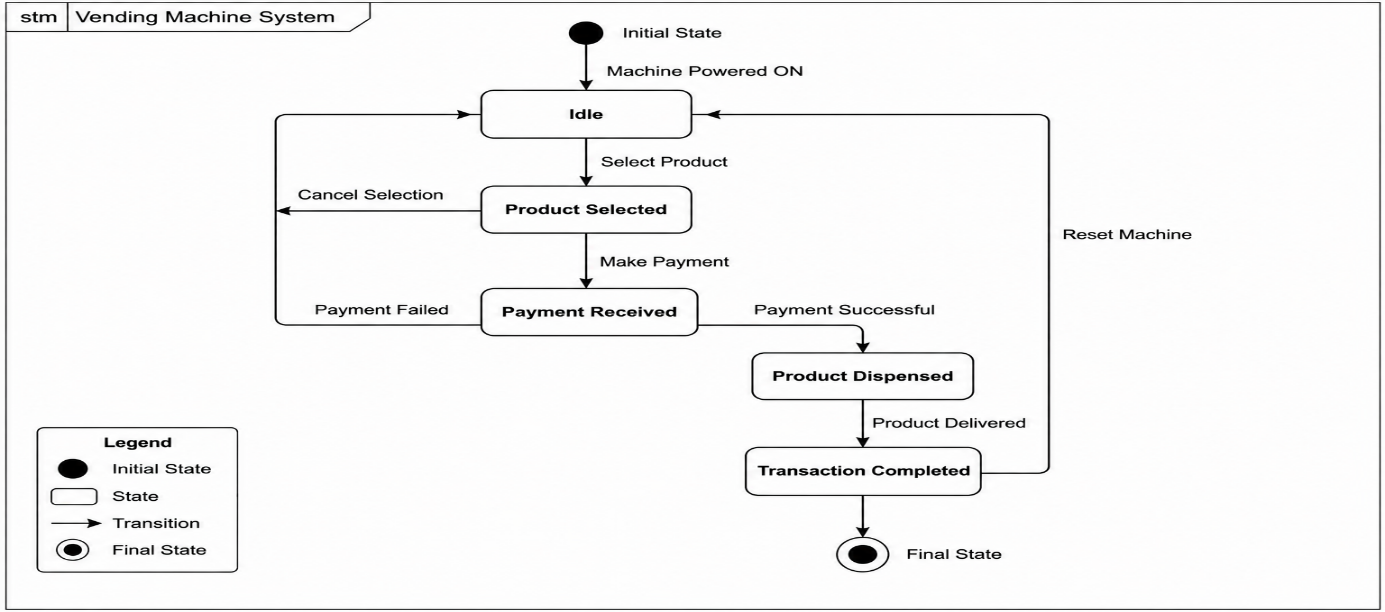 stm Vending Machine System
Initial State
Machine Powered ON
Idle
Select Product
Cancel Selection
Product Selected
Reset Machine
Make Payment
Payment Failed
Payment Received
Payment Successful
Product Dispensed
Product Delivered
Transaction Completed
Final State
Legend
Initial State
State
Transition
Final State